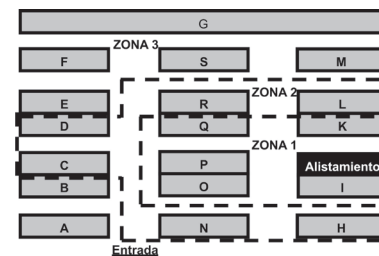 G
ZONA 3
F S M
E R ZONA 2 L
D Q K
ZONA 1
C P Alistamiento
B O I
A N H
Entrada